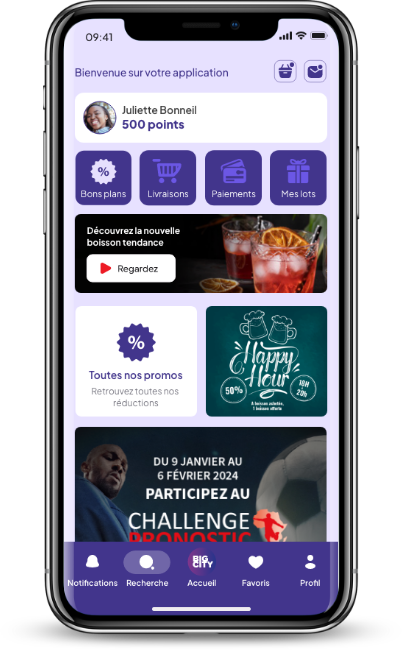 09:41
Bienvenue sur votre application
Juliette Bonneil
500 points
%
Bons plans
Livraisons
Paiements
Mes lots
Découvrez la nouvelle
boisson tendance
Regardez
%
Toutes nos promos
Retrouvez toutes nos
réductions
Happy
Hour
50%
18H
20h
DU 9 JANVIER AU
6 FÉVRIER 2024
PARTICIPEZ AU
CHALLENGE
PRONOSTIC
Notifications
Recherche
BIG
CITY
Accueil
Favoris
Profil